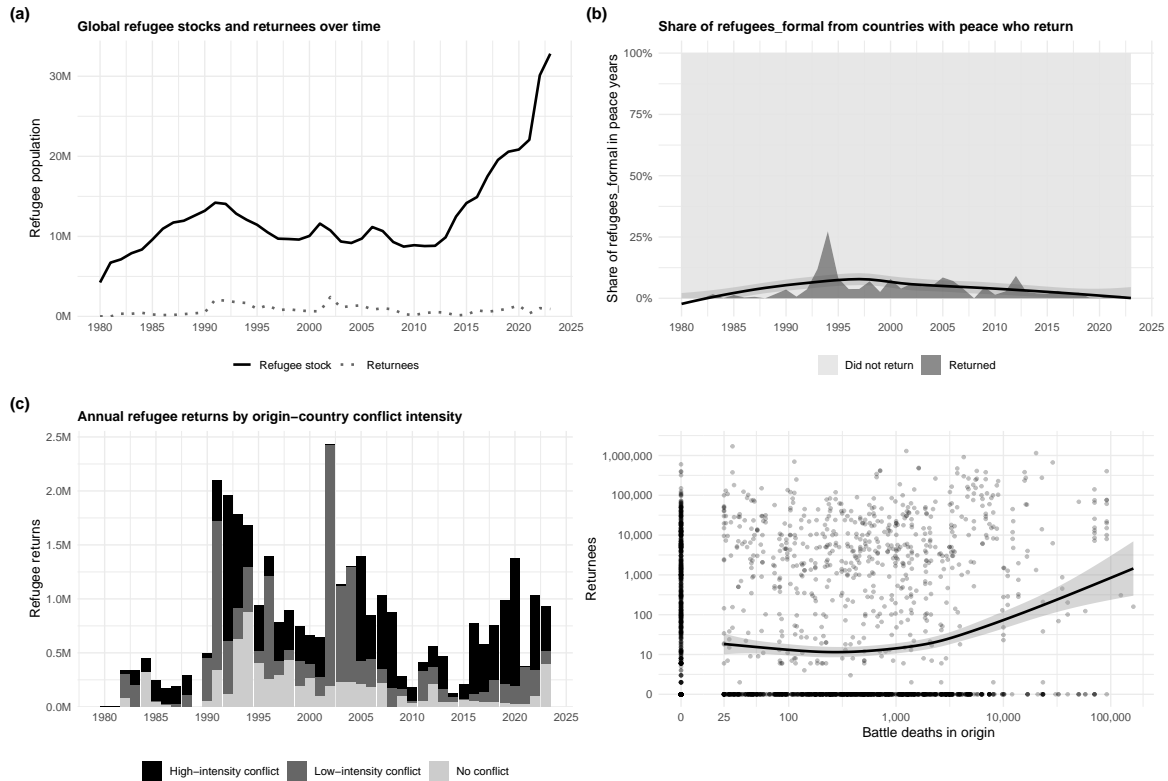 (a)
Global refugee stocks and returnees over time
Refugee population
30M
20M
10M
0M
1980 1985 1990 1995 2000 2005 2010 2015 2020 2025
Refugee stock Returnees
(b)
Share of refugees_formal from countries with peace who return
Share of refugees_formal in peace years
100%
75%
50%
25%
0%
1980 1985 1990 1995 2000 2005 2010 2015 2020 2025
Did not return Returned
(c)
Annual refugee returns by origin−country conflict intensity
Refugee returns
2.5M
2.0M
1.5M
1.0M
0.5M
0.0M
1980 1985 1990 1995 2000 2005 2010 2015 2020 2025
High−intensity conflict Low−intensity conflict No conflict
Returnees
1,000,000
100,000
10,000
1,000
100
10
0
0 25 100 1,000 10,000 100,000
Battle deaths in origin